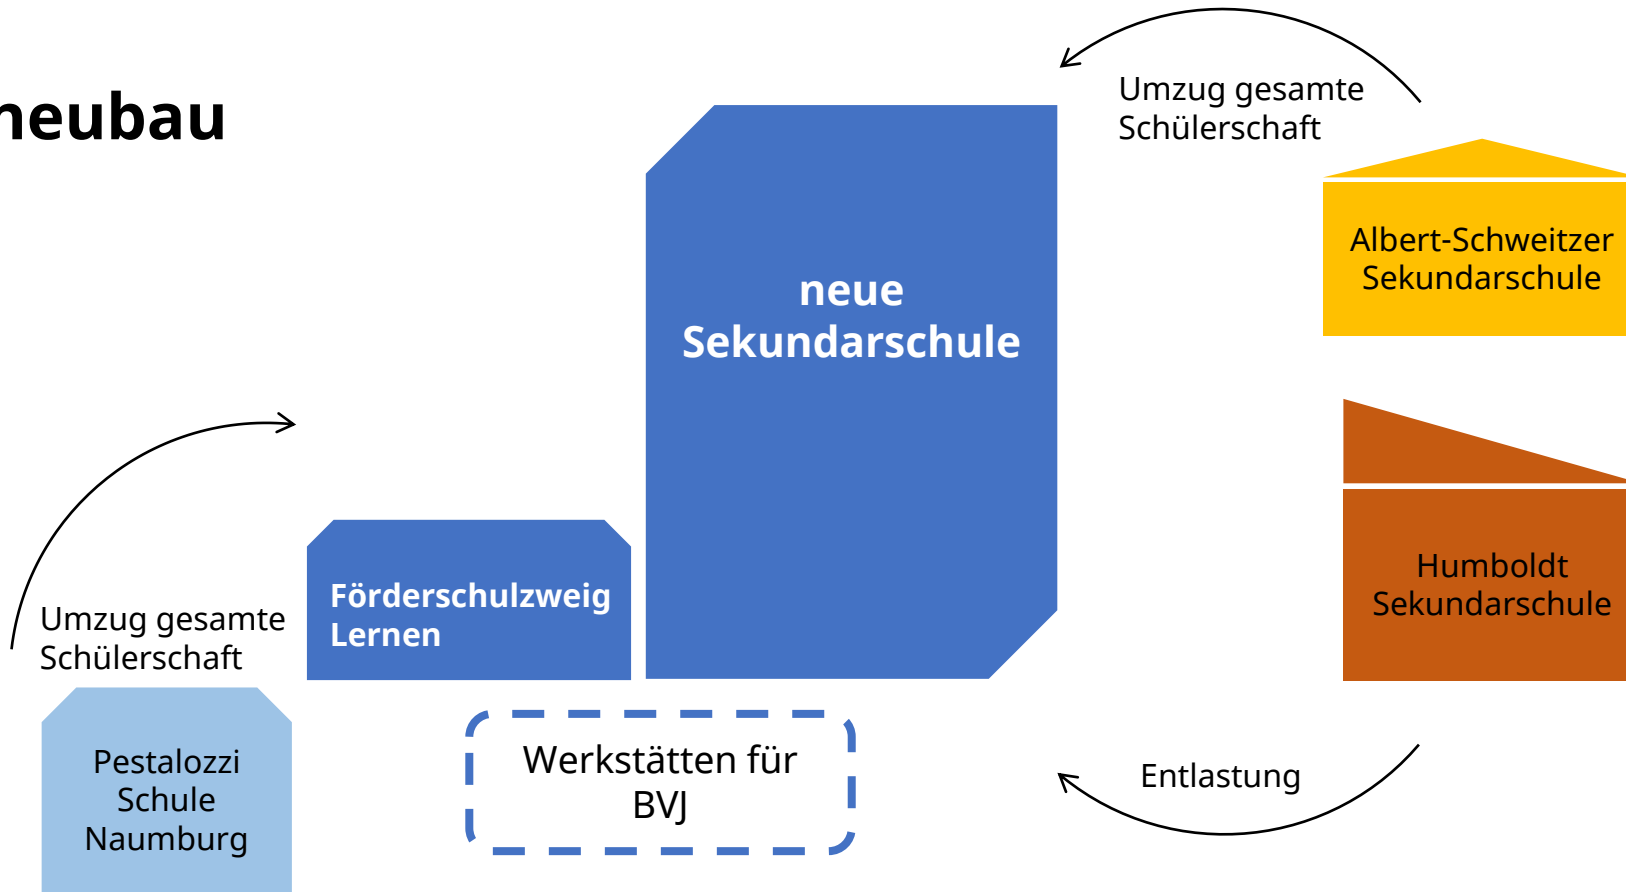 neubau
Umzug gesamte
Schülerschaft
Albert-Schweitzer
Sekundarschule
neue
Sekundarschule
Humboldt
Sekundarschule
Förderschulzweig
Lernen
Umzug gesamte
Schülerschaft
Werkstätten für
BVJ
Entlastung
Pestalozzi
Schule
Naumburg